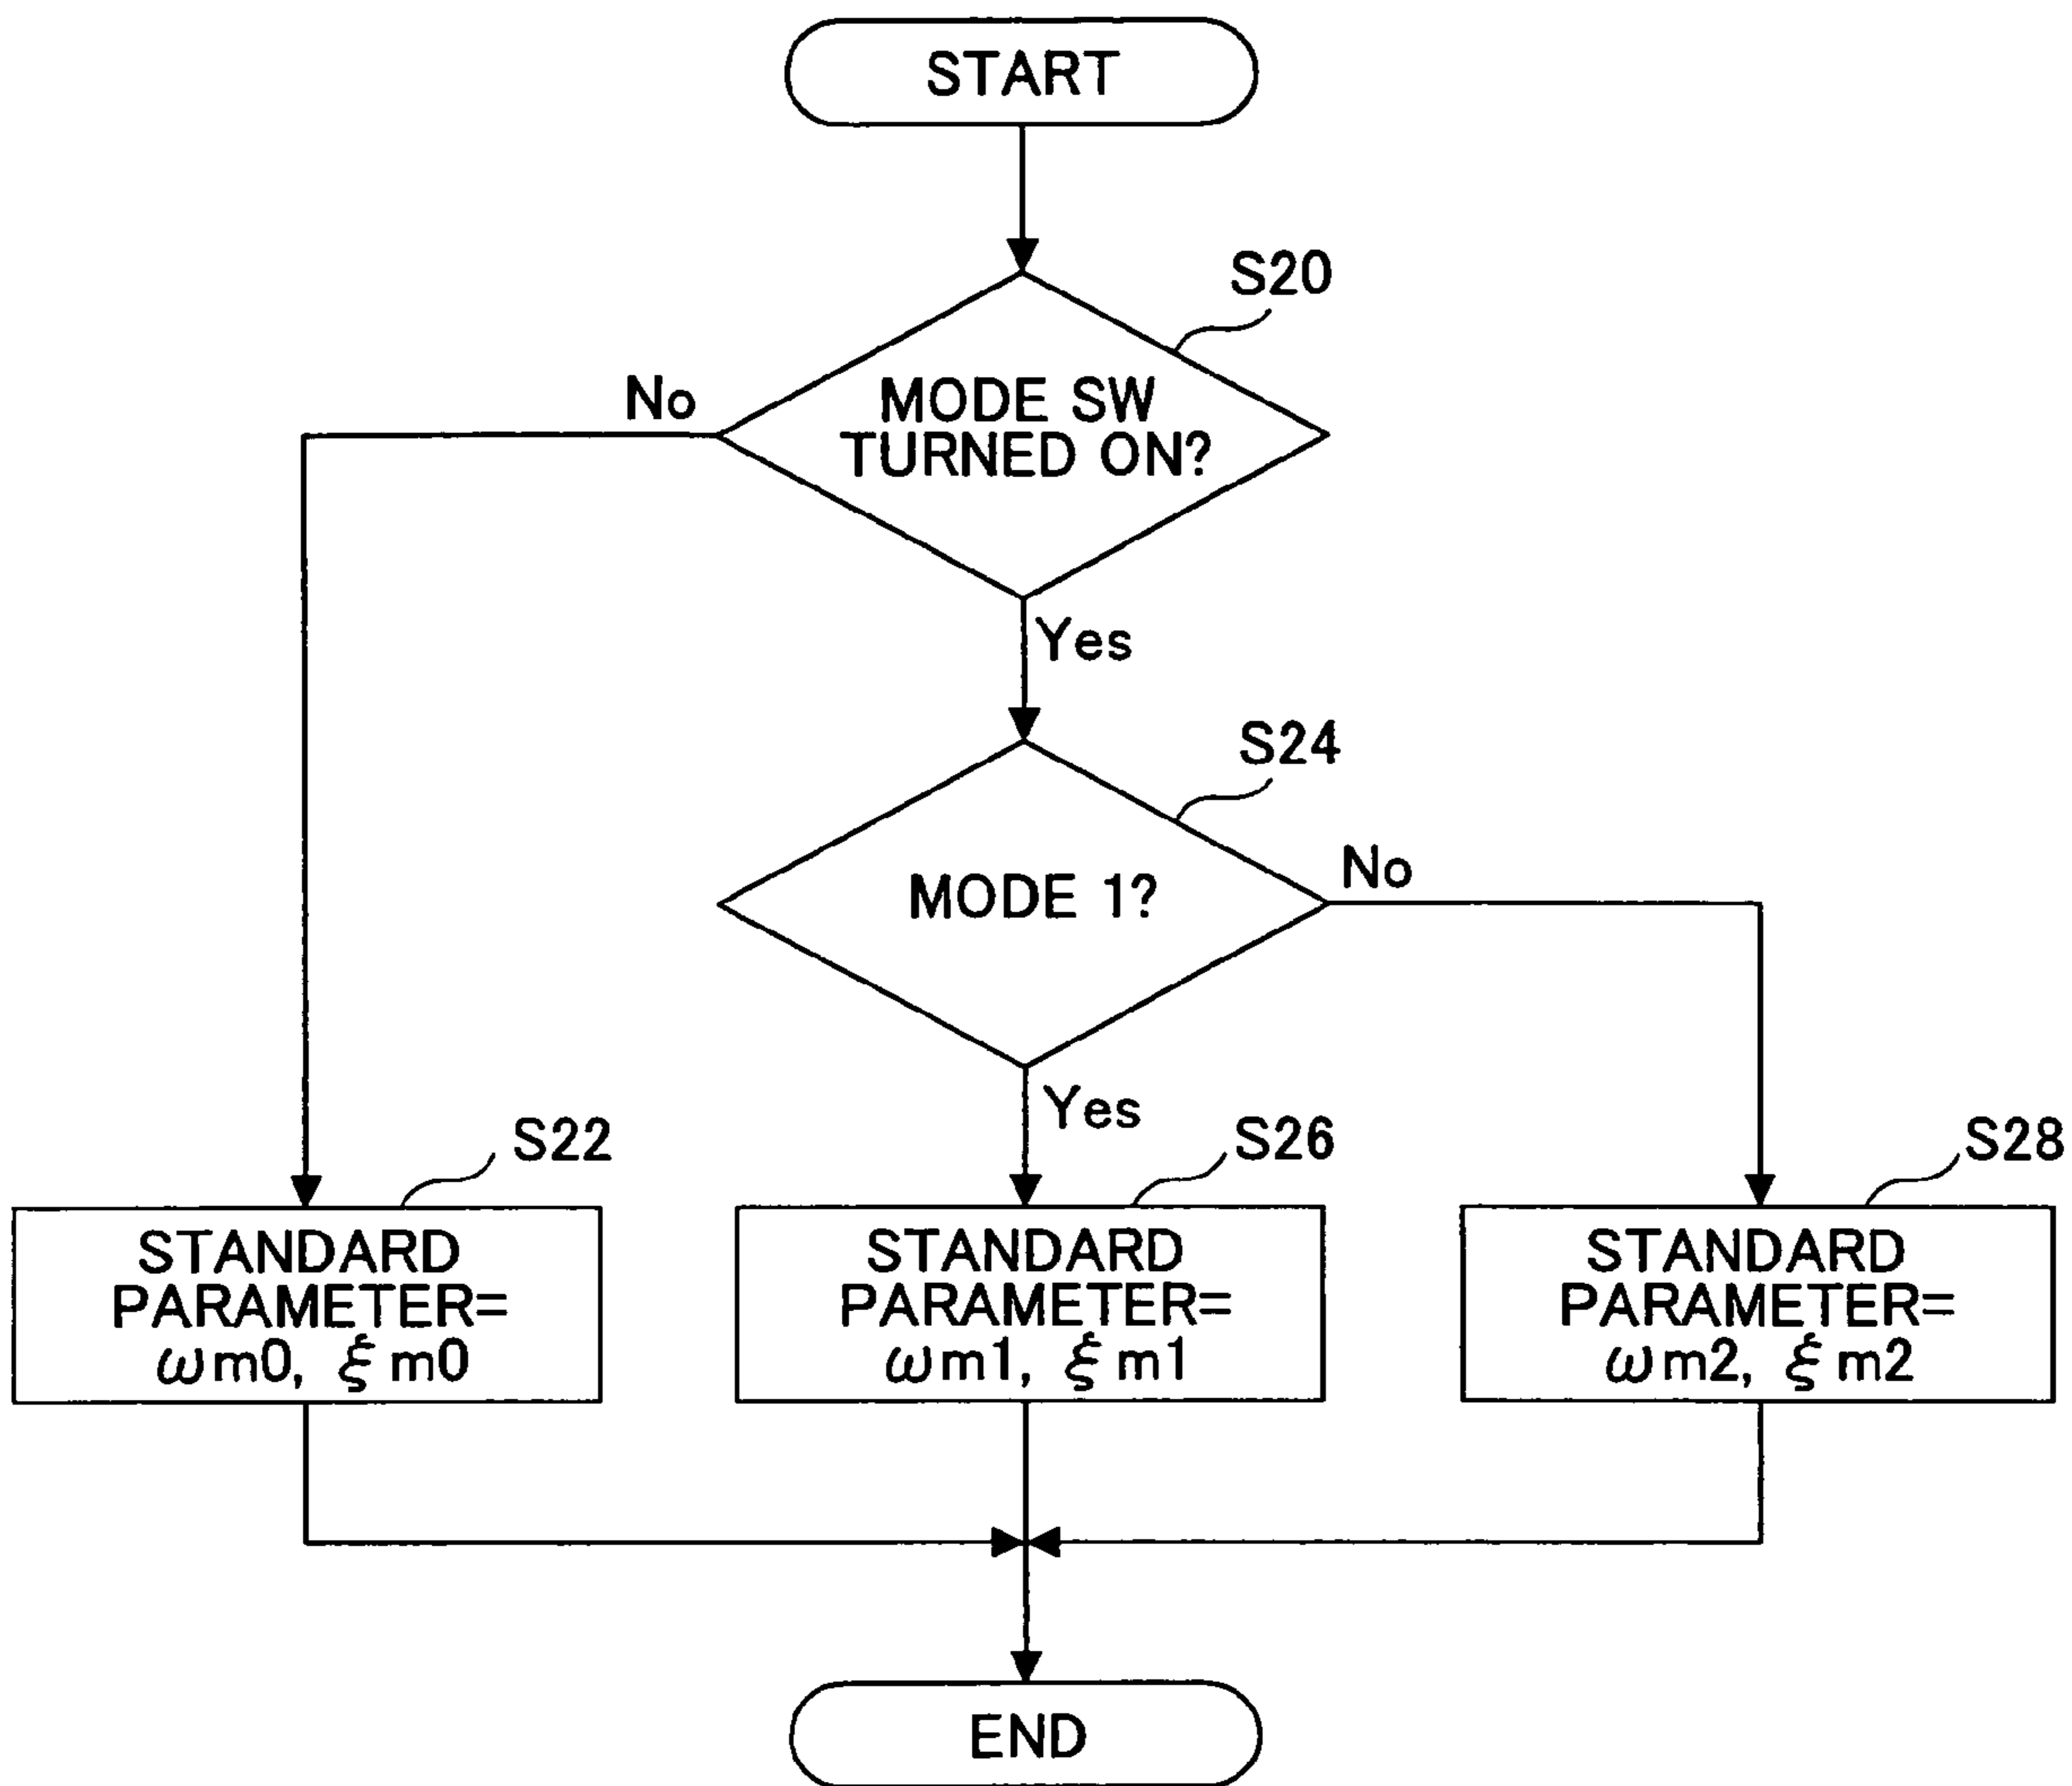 START
S20
No
MODE SW
TURNED ON?
Yes
S24
MODE 1?
No
Yes
S22
S26
S28
STANDARD
PARAMETER=
ωm0, ξm0
STANDARD
PARAMETER=
ωm1, ξm1
STANDARD
PARAMETER=
ωm2, ξm2
END